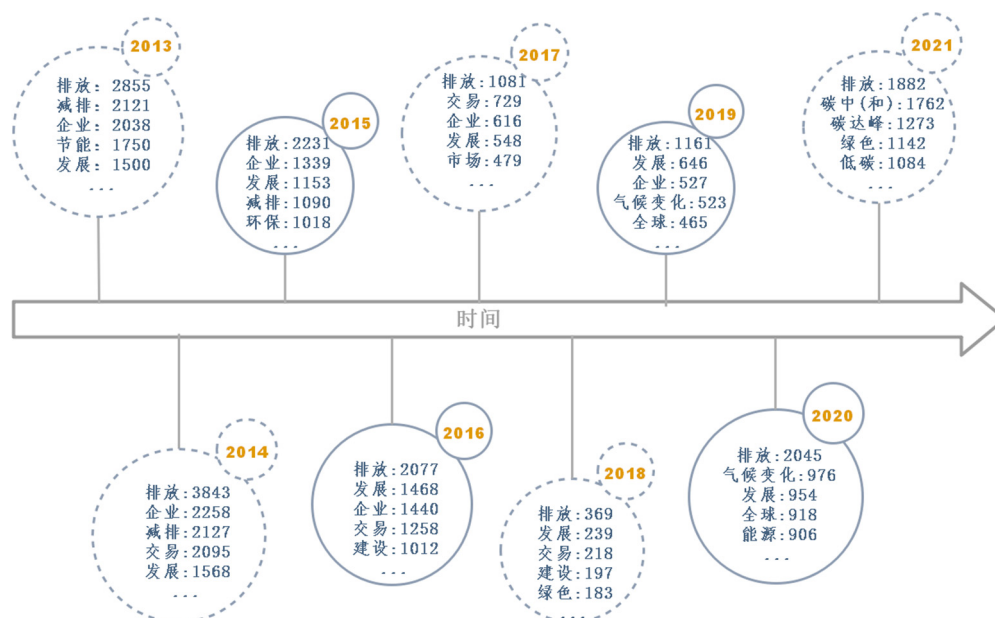 2013
排放: 2855
减排: 2121
企业: 2038
节能: 1750
发展: 1500
...
2015
排放:2231
企业:1339
发展:1153
减排:1090
环保:1018
...
2017
排放:1081
交易:729
企业:616
发展:548
市场:479
...
2019
排放:1161
发展:646
企业:527
气候变化:523
全球:465
...
2021
排放:1882
碳中(和):1762
碳达峰:1273
绿色:1142
低碳:1084
...
时间
2014
排放:3843
企业:2258
减排:2127
交易:2095
发展:1568
...
2016
排放:2077
发展:1468
企业:1440
交易:1258
建设:1012
...
2018
排放:369
发展:239
交易:218
建设:197
绿色:183
...
2020
排放:2045
气候变化:976
发展:954
全球:918
能源:906
...